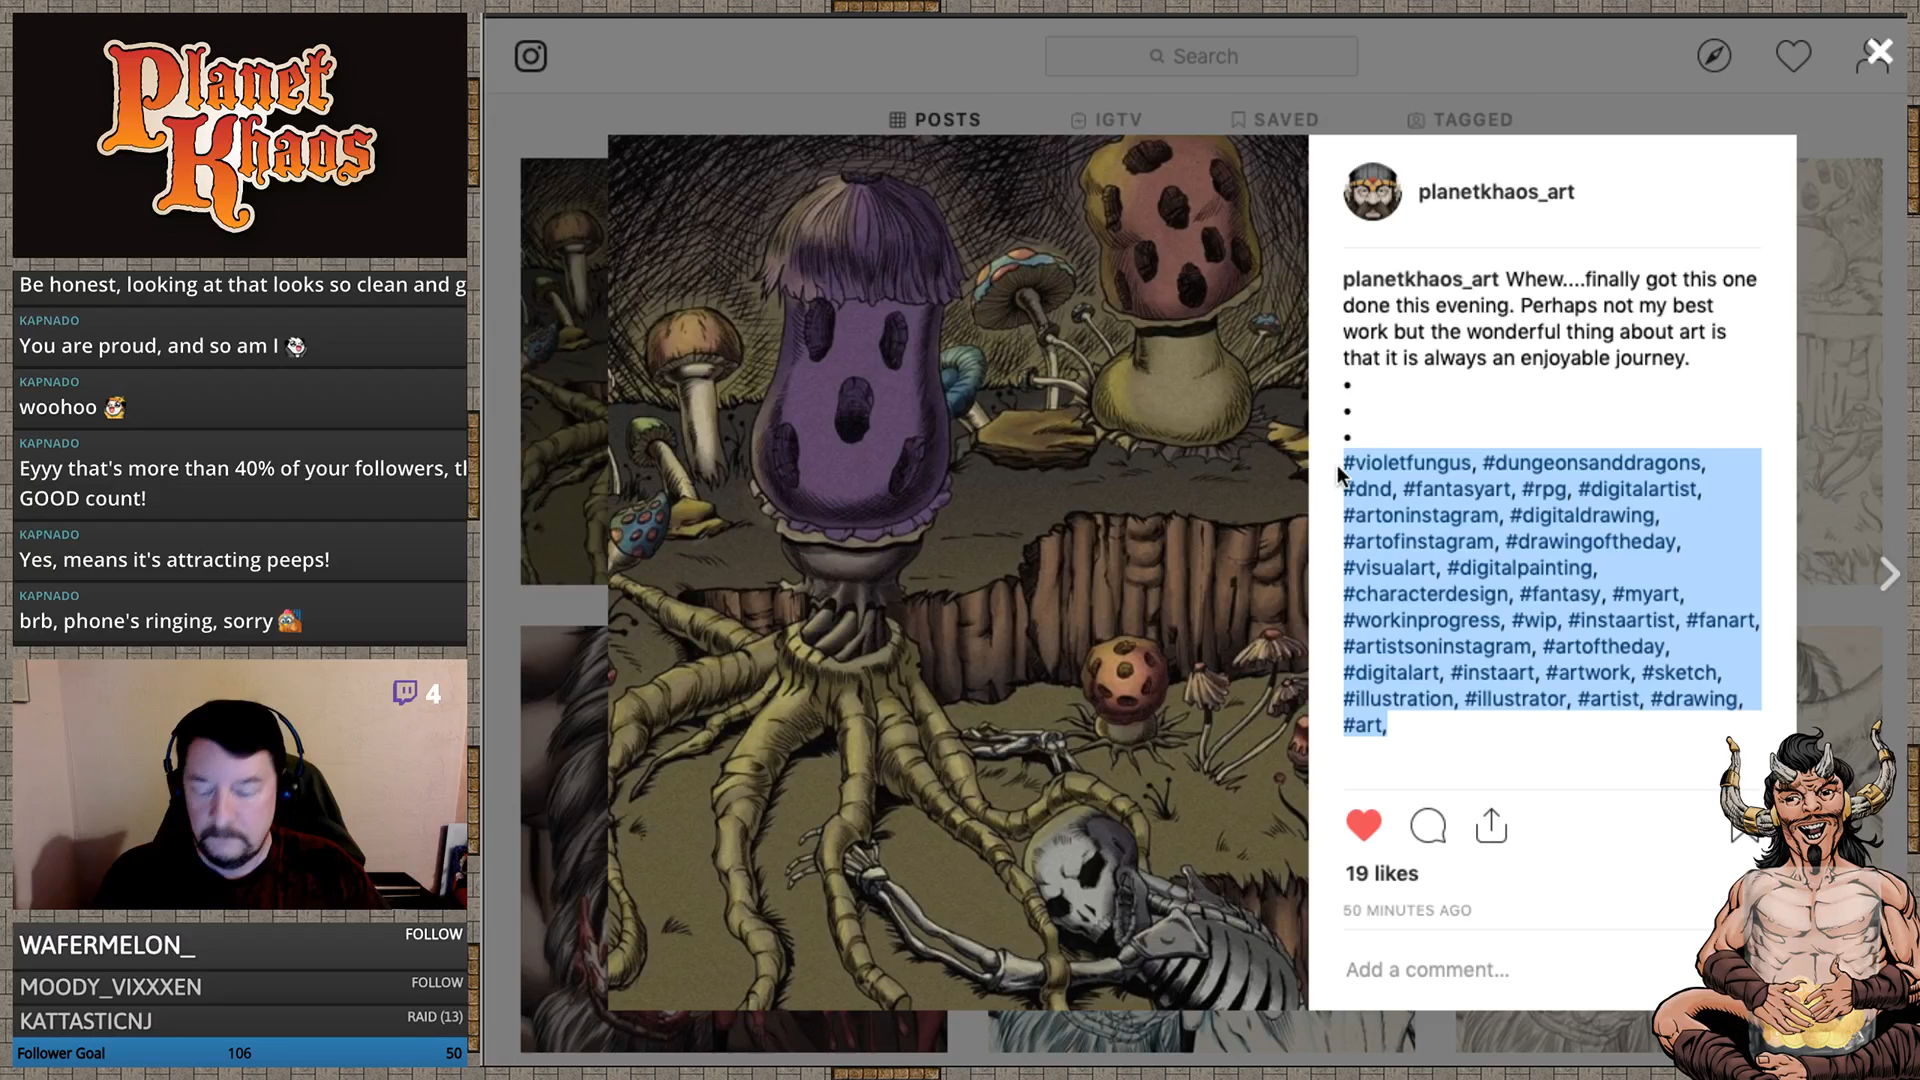 Planet
Khaos
Be honest, looking at that looks so clean and g
KAPNADO
You are proud, and so am I
KAPNADO
woohoo
KAPNADO
Eyyy that's more than 40% of your followers, tl
GOOD count!
KAPNADO
Yes, means it's attracting peeps!
KAPNADO
brb, phone's ringing, sorry
4
WAFERMELON_ FOLLOW
MOODY_VIXXXEN FOLLOW
KATTASTICNJ RAID (13)
Follower Goal 106 50
Search
POSTS IGTV SAVED TAGGED
planetkhaos_art
planetkhaos_art Whew....finally got this one
done this evening. Perhaps not my best
work but the wonderful thing about art is
that it is always an enjoyable journey.
•
•
•
#violetfungus, #dungeonsanddragons,
#dnd, #fantasyart, #rpg, #digitalartist,
#artoninstagram, #digitaldrawing,
#artofinstagram, #drawingoftheday,
#visualart, #digitalpainting,
#characterdesign, #fantasy, #myart,
#workinprogress, #wip, #instaartist, #fanart,
#artistsoninstagram, #artoftheday,
#digitalart, #instaart, #artwork, #sketch,
#illustration, #illustrator, #artist, #drawing,
#art,
19 likes
50 MINUTES AGO
Add a comment...